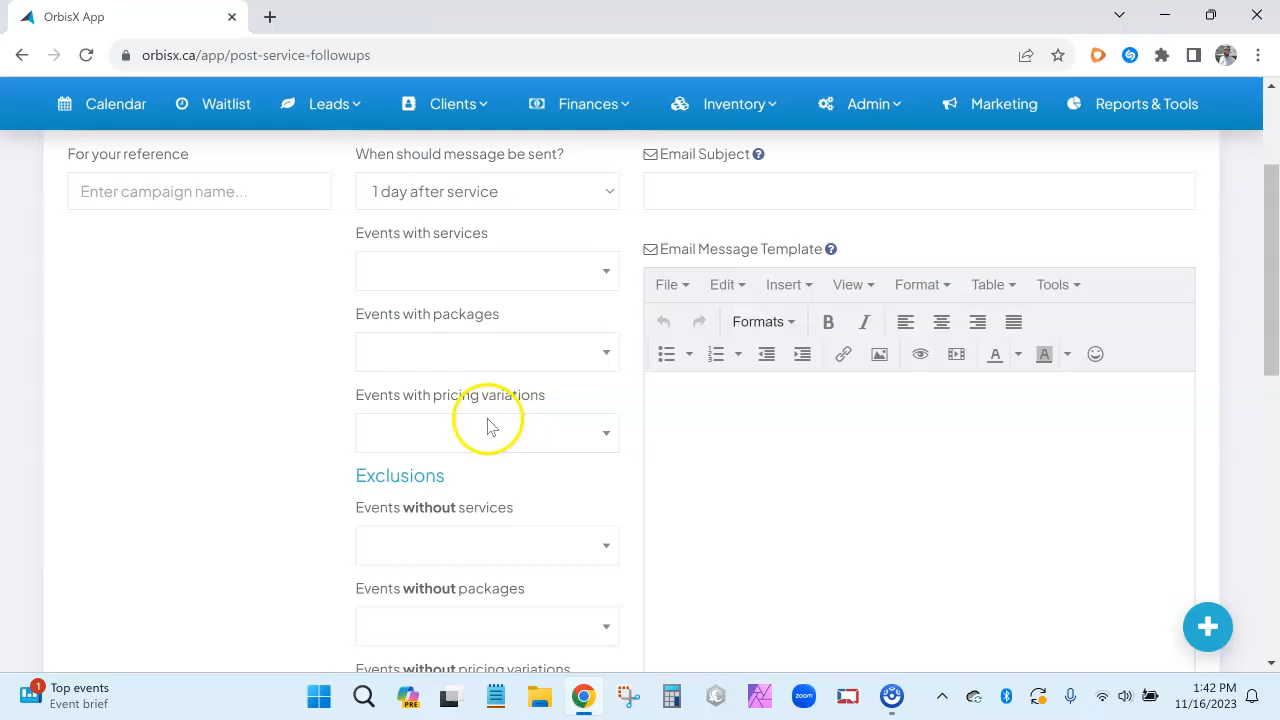 OrbisX App
orbisx.ca/app/post-service-followups
Calendar Waitlist Leads Clients Finances Inventory Admin Marketing Reports & Tools
For your reference
Enter campaign name...
When should message be sent?
1 day after service
Events with services
Events with packages
Events with pricing variations
Exclusions
Events without services
Events without packages
Events without pricing variations
Email Subject ?
Email Message Template ?
File Edit Insert View Format Table Tools
Formats B I
A A
+
1 Top events
Event brief
PRE
zoom
1:42 PM
11/16/2023